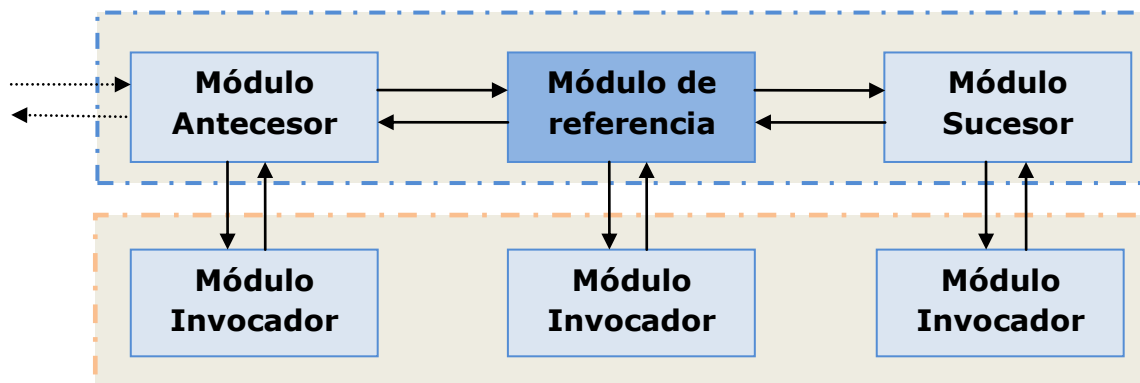 Módulo
Antecesor
Módulo de
referencia
Módulo
Sucesor
Módulo
Invocador
Módulo
Invocador
Módulo
Invocador